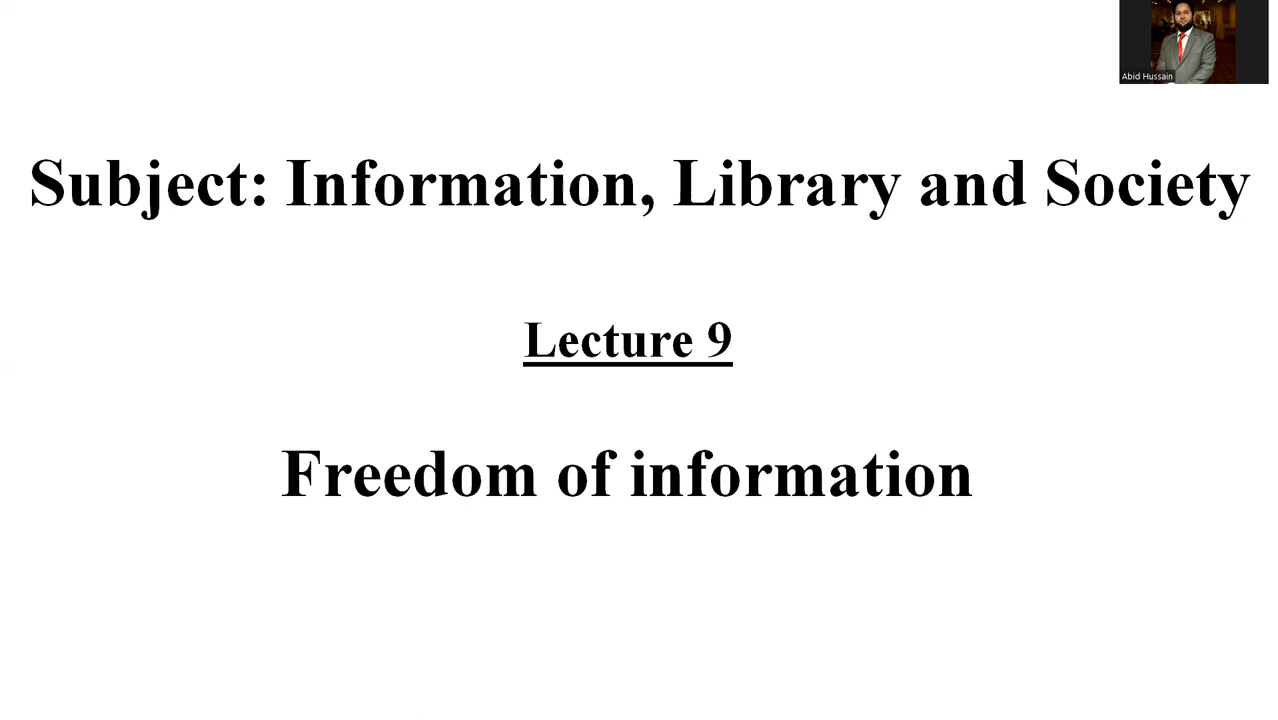 Abid Hussain
Subject: Information, Library and Society
Lecture 9
Freedom of information